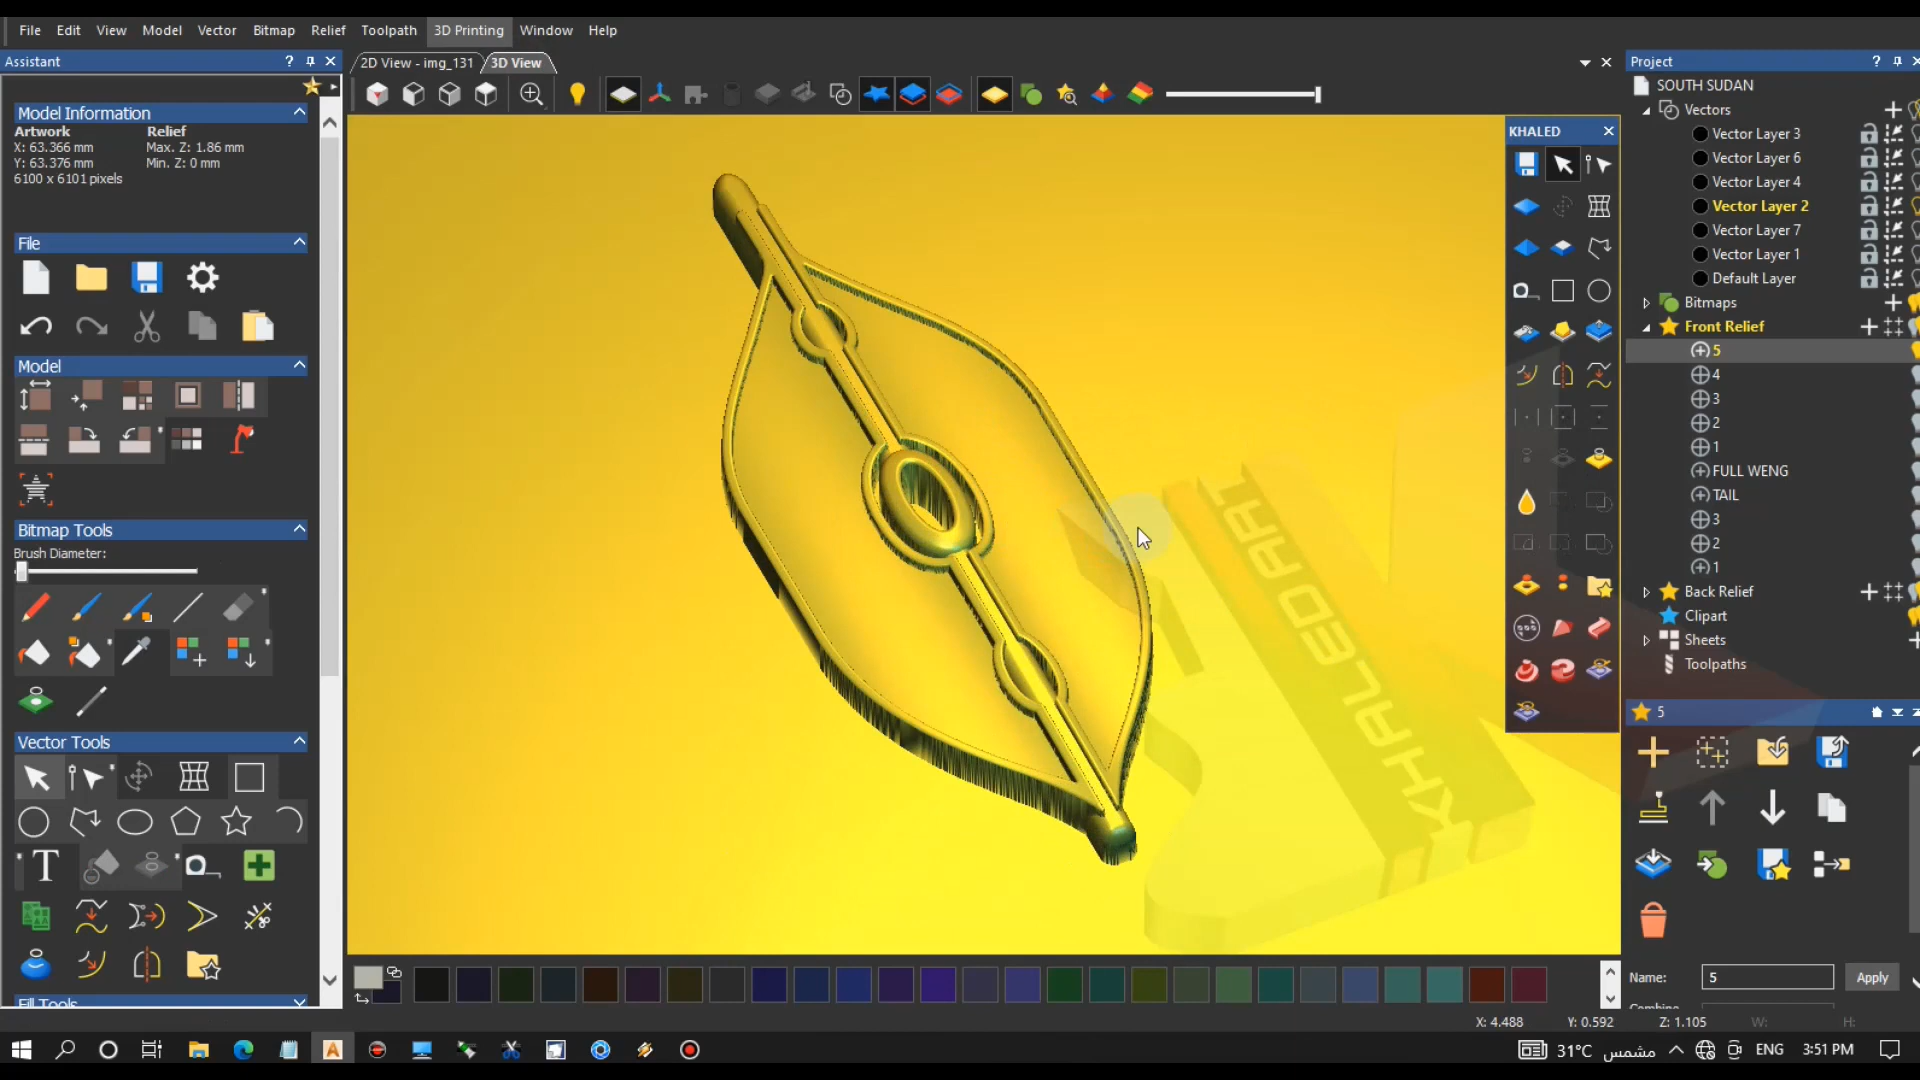 File Edit View Model Vector Bitmap Relief Toolpath 3D Printing Window Help
Assistant
?
2D View - img_131
3D View
Project
?
Model Information
Artwork Relief
X: 63.366 mm Max. Z: 1.86 mm
Y: 63.376 mm Min. Z: 0 mm
6100 x 6101 pixels
File
Model
Bitmap Tools
Brush Diameter:
Vector Tools
T
Fill Tools
KHALED
KHALEDART
SOUTH SUDAN
Vectors
Vector Layer 3
Vector Layer 6
Vector Layer 4
Vector Layer 2
Vector Layer 7
Vector Layer 1
Default Layer
Bitmaps
Front Relief
5
4
3
2
1
FULL WENG
TAIL
3
2
1
Back Relief
Clipart
Sheets
Toolpaths
5
Name: 5 Apply
X: 4.488 Y: 0.592 Z: 1.105 W: H:
31°C مشمس ENG 3:51 PM